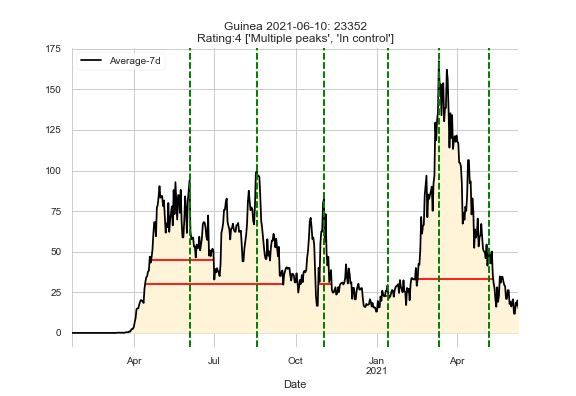 Guinea 2021-06-10: 23352
Rating:4 ['Multiple peaks', 'In control']
175
Average-7d
150
125
100
75
50
25
0
Apr
Jul
Oct
Jan
2021
Apr
Date